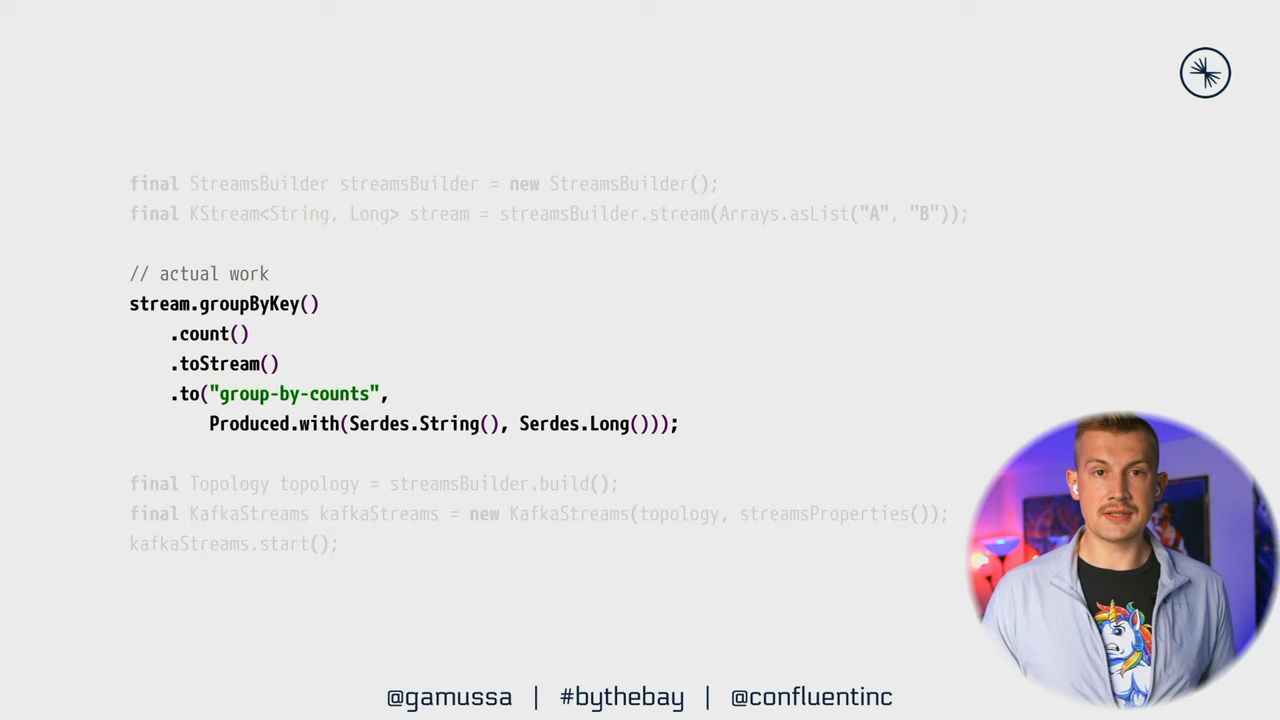 final StreamsBuilder streamsBuilder = new StreamsBuilder();
final KStream<String, Long> stream = streamsBuilder.stream(Arrays.asList("A", "B"));
// actual work
stream.groupByKey()
.count()
.toStream()
.to("group-by-counts",
Produced.with(Serdes.String(), Serdes.Long()));
final Topology topology = streamsBuilder.build();
final KafkaStreams kafkaStreams = new KafkaStreams(topology, streamsProperties());
kafkaStreams.start();
@gamussa | #bythebay | @confluentinc